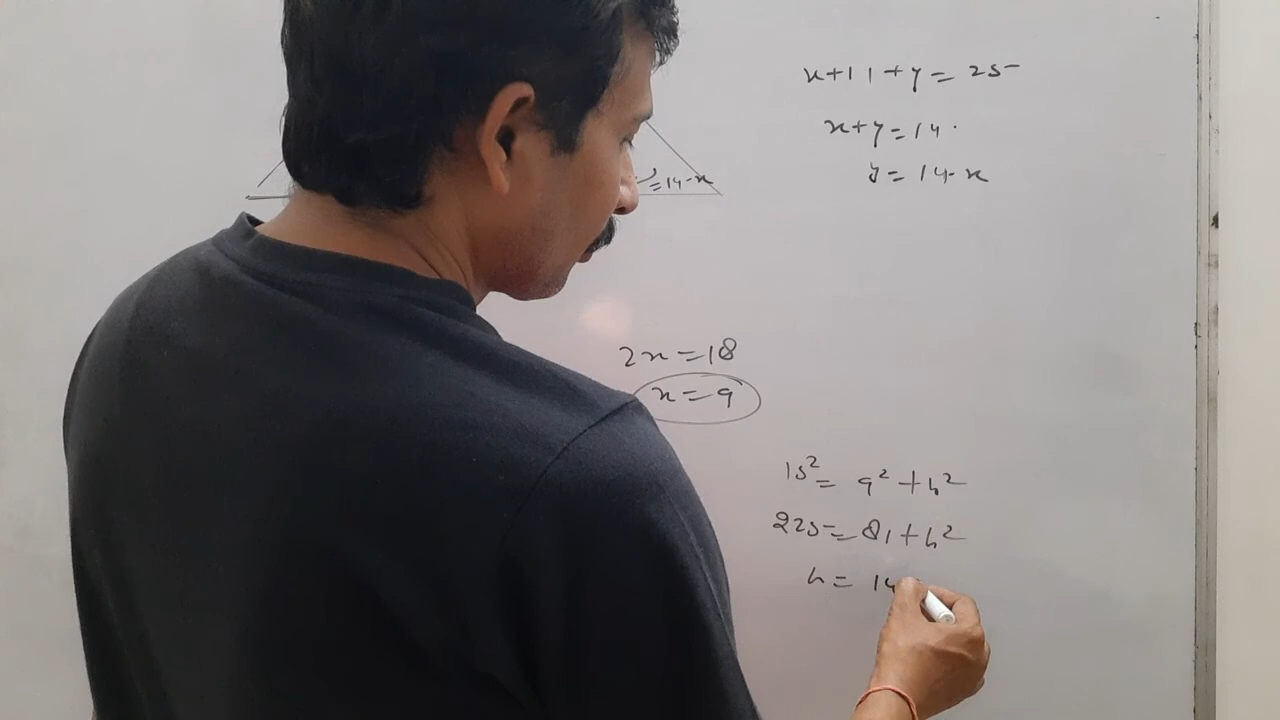 x+11+y=25
x+y=14.
y=14-x
=14-x
2x=18
x=9
15²=9²+h²
225=81+h²
h=14